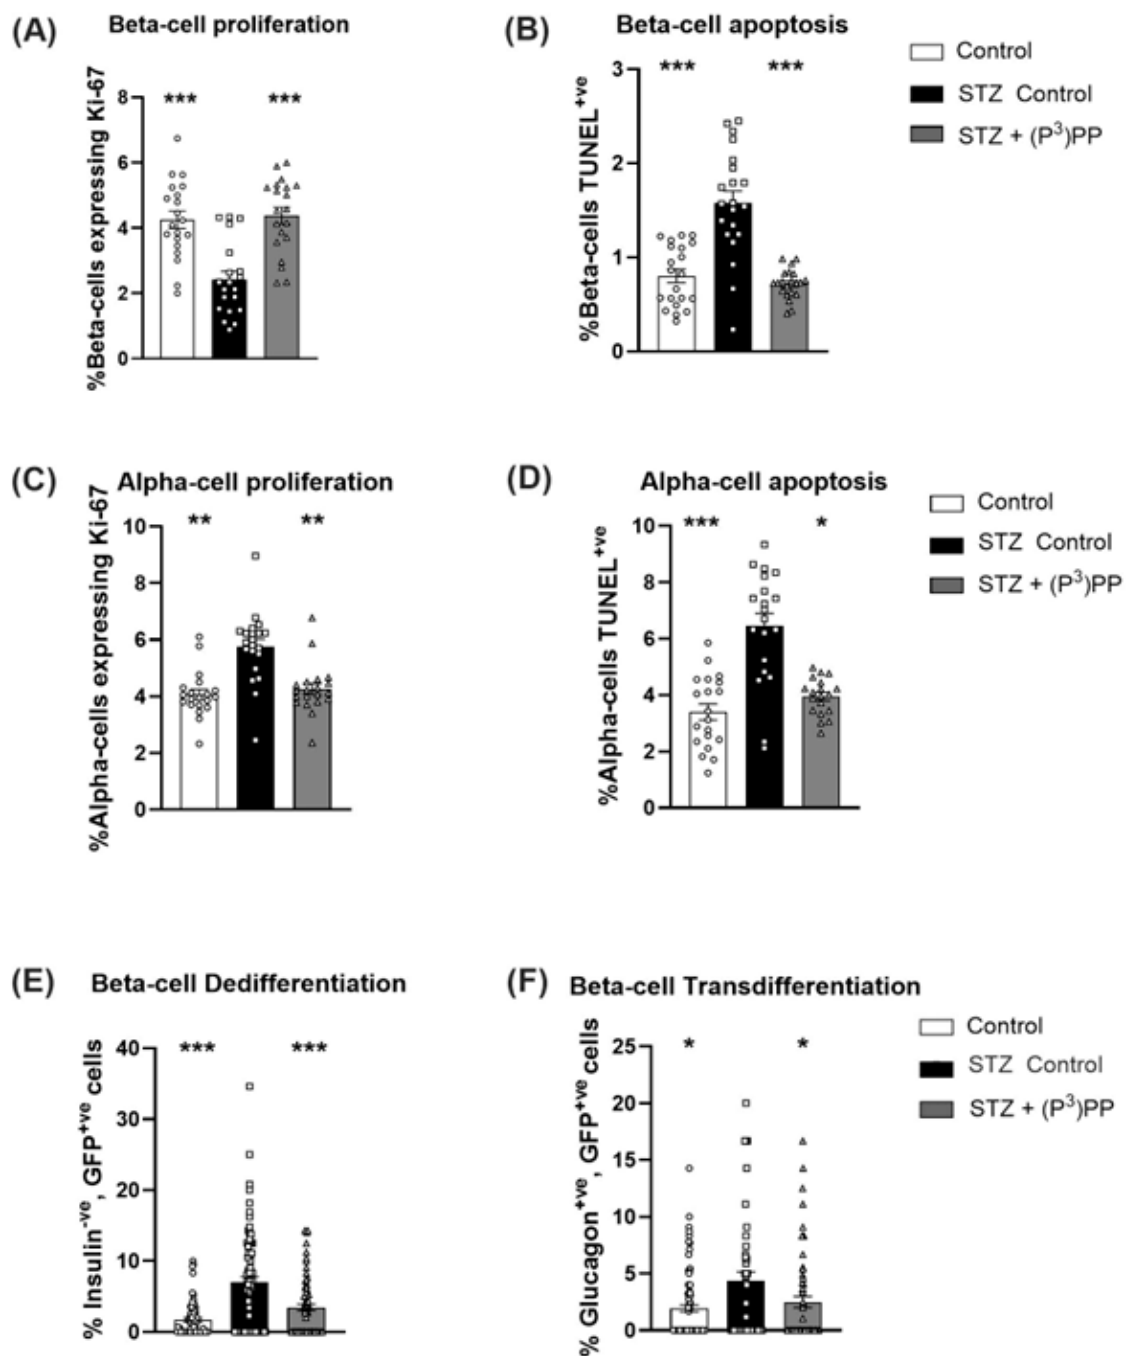 (A) Beta-cell proliferation
%Beta-cells expressing Ki-67
8
6
4
2
0
*** ***
(B) Beta-cell apoptosis
%Beta-cells TUNEL+ve
3
2
1
0
*** ***
Control
STZ Control
STZ + (P³)PP
(C) Alpha-cell proliferation
%Alpha-cells expressing Ki-67
10
8
6
4
2
0
** **
(D) Alpha-cell apoptosis
%Alpha-cells TUNEL+ve
10
8
6
4
2
0
*** *
Control
STZ Control
STZ + (P³)PP
(E) Beta-cell Dedifferentiation
% Insulin-ve, GFP+ve cells
40
30
20
10
0
*** ***
(F) Beta-cell Transdifferentiation
% Glucagon+ve, GFP+ve cells
25
20
15
10
5
0
* *
Control
STZ Control
STZ + (P³)PP